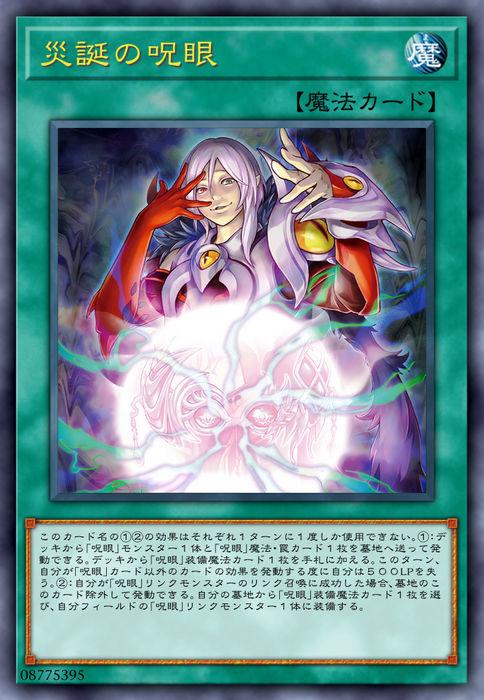 災誕の呪眼
魔
【魔法カード】
このカード名の①②の効果はそれぞれ1ターンに1度しか使用できない。①:デ
ッキから「呪眼」モンスター1体と「呪眼」魔法・罠カード1枚を墓地へ送って発
動できる。デッキから「呪眼」装備魔法カード1枚を手札に加える。このターン、
自分が「呪眼」カード以外のカードの効果を発動する度に自分は500LPを失
う。②:自分が「呪眼」リンクモンスターのリンク召喚に成功した場合、墓地のこ
のカード除外して発動できる。自分の墓地から「呪眼」装備魔法カード1枚を選
び、自分フィールドの「呪眼」リンクモンスター1体に装備する。
08775395